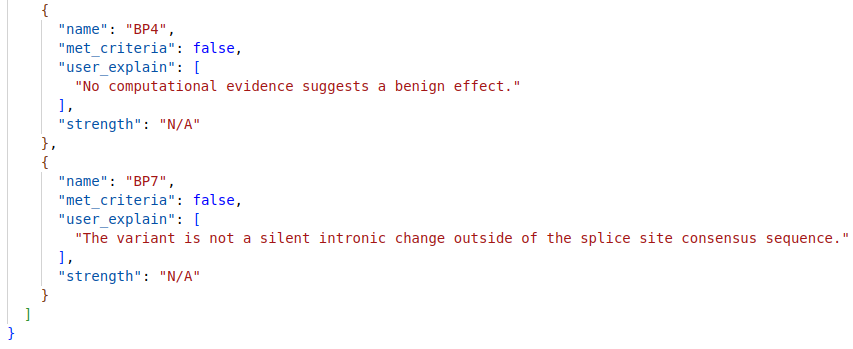 {
"name": "BP4",
"met_criteria": false,
"user_explain": [
"No computational evidence suggests a benign effect."
],
"strength": "N/A"
},
{
"name": "BP7",
"met_criteria": false,
"user_explain": [
"The variant is not a silent intronic change outside of the splice site consensus sequence."
],
"strength": "N/A"
}
]
}